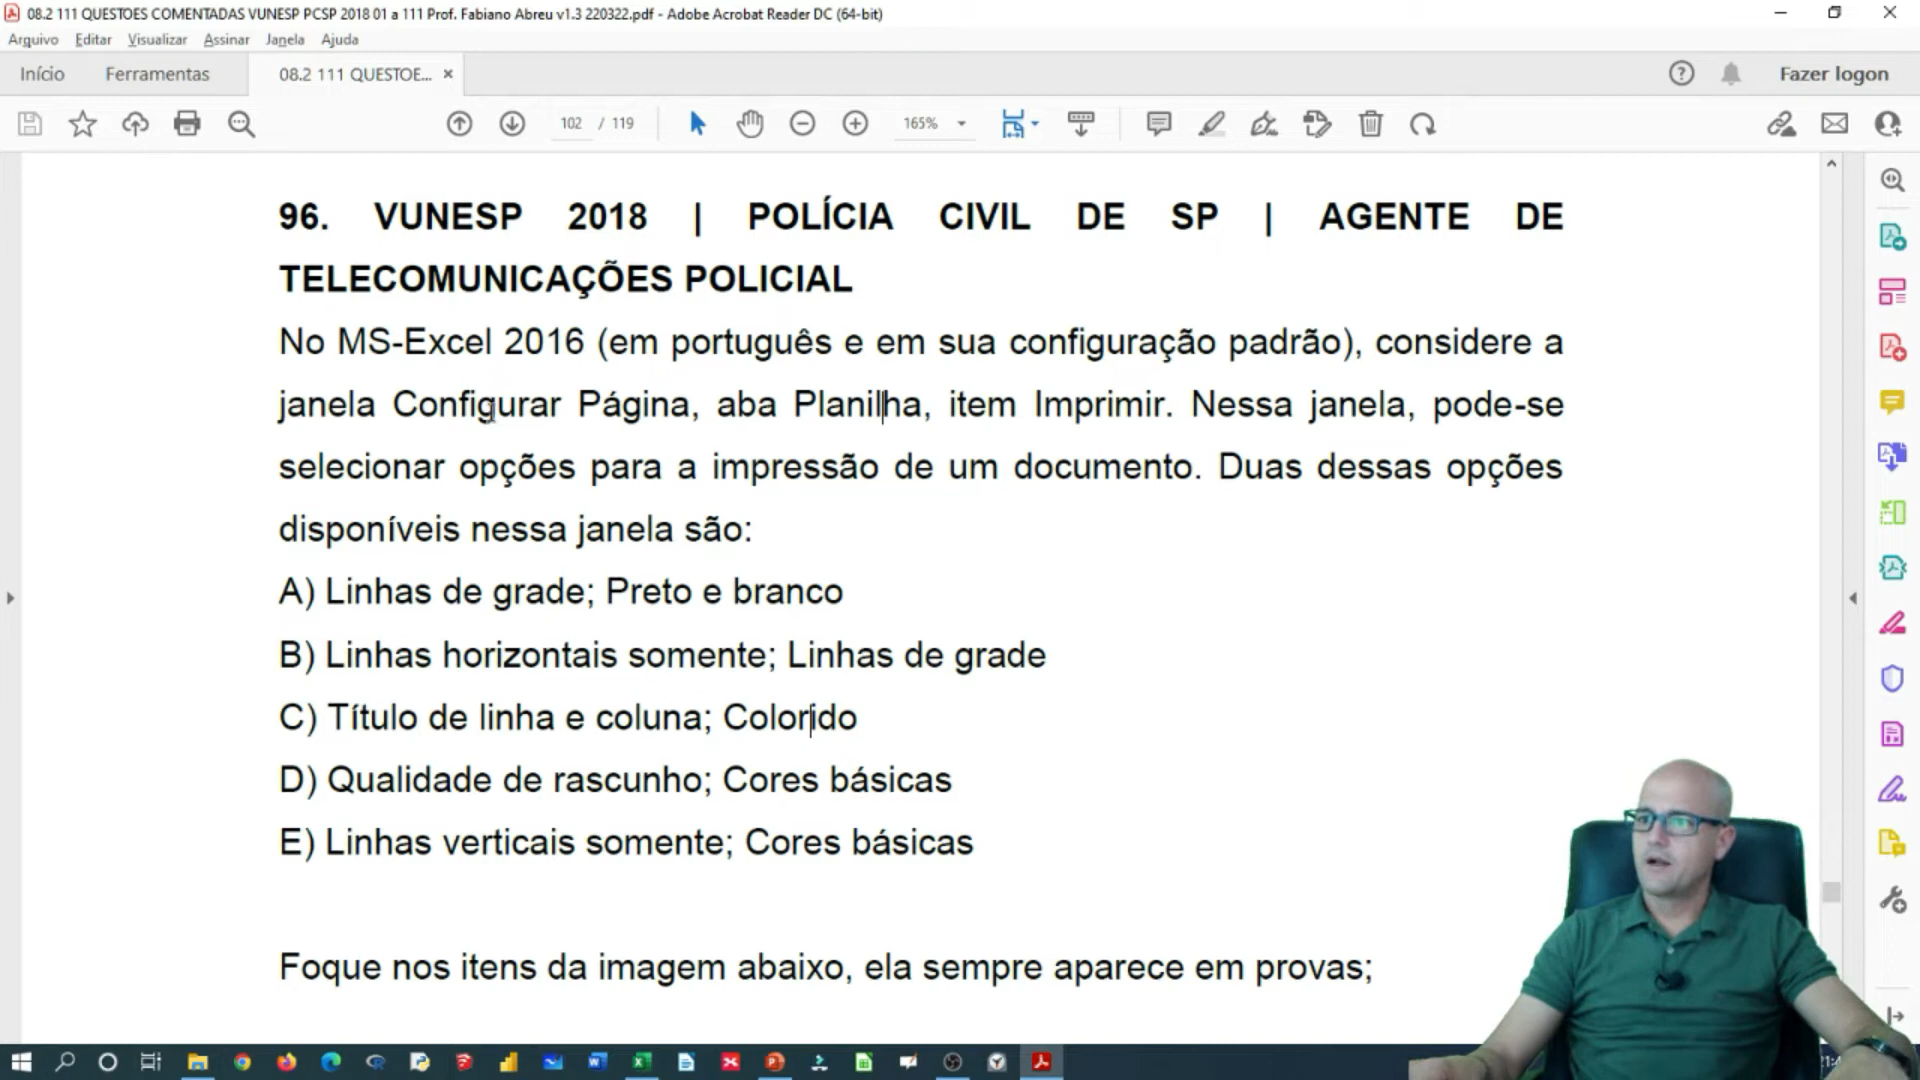 08.2 111 QUESTOES COMENTADAS VUNESP PCSP 2018 01 a 111 Prof. Fabiano Abreu v1.3 220322.pdf - Adobe Acrobat Reader DC (64-bit)
Arquivo Editar Visualizar Assinar Janela Ajuda
Início Ferramentas 08.2 111 QUESTOE... × Fazer logon
102 / 119 165%
96. VUNESP 2018 | POLÍCIA CIVIL DE SP | AGENTE DE
TELECOMUNICAÇÕES POLICIAL
No MS-Excel 2016 (em português e em sua configuração padrão), considere a
janela Configurar Página, aba Planilha, item Imprimir. Nessa janela, pode-se
selecionar opções para a impressão de um documento. Duas dessas opções
disponíveis nessa janela são:
A) Linhas de grade; Preto e branco
B) Linhas horizontais somente; Linhas de grade
C) Título de linha e coluna; Colorido
D) Qualidade de rascunho; Cores básicas
E) Linhas verticais somente; Cores básicas
Foque nos itens da imagem abaixo, ela sempre aparece em provas;